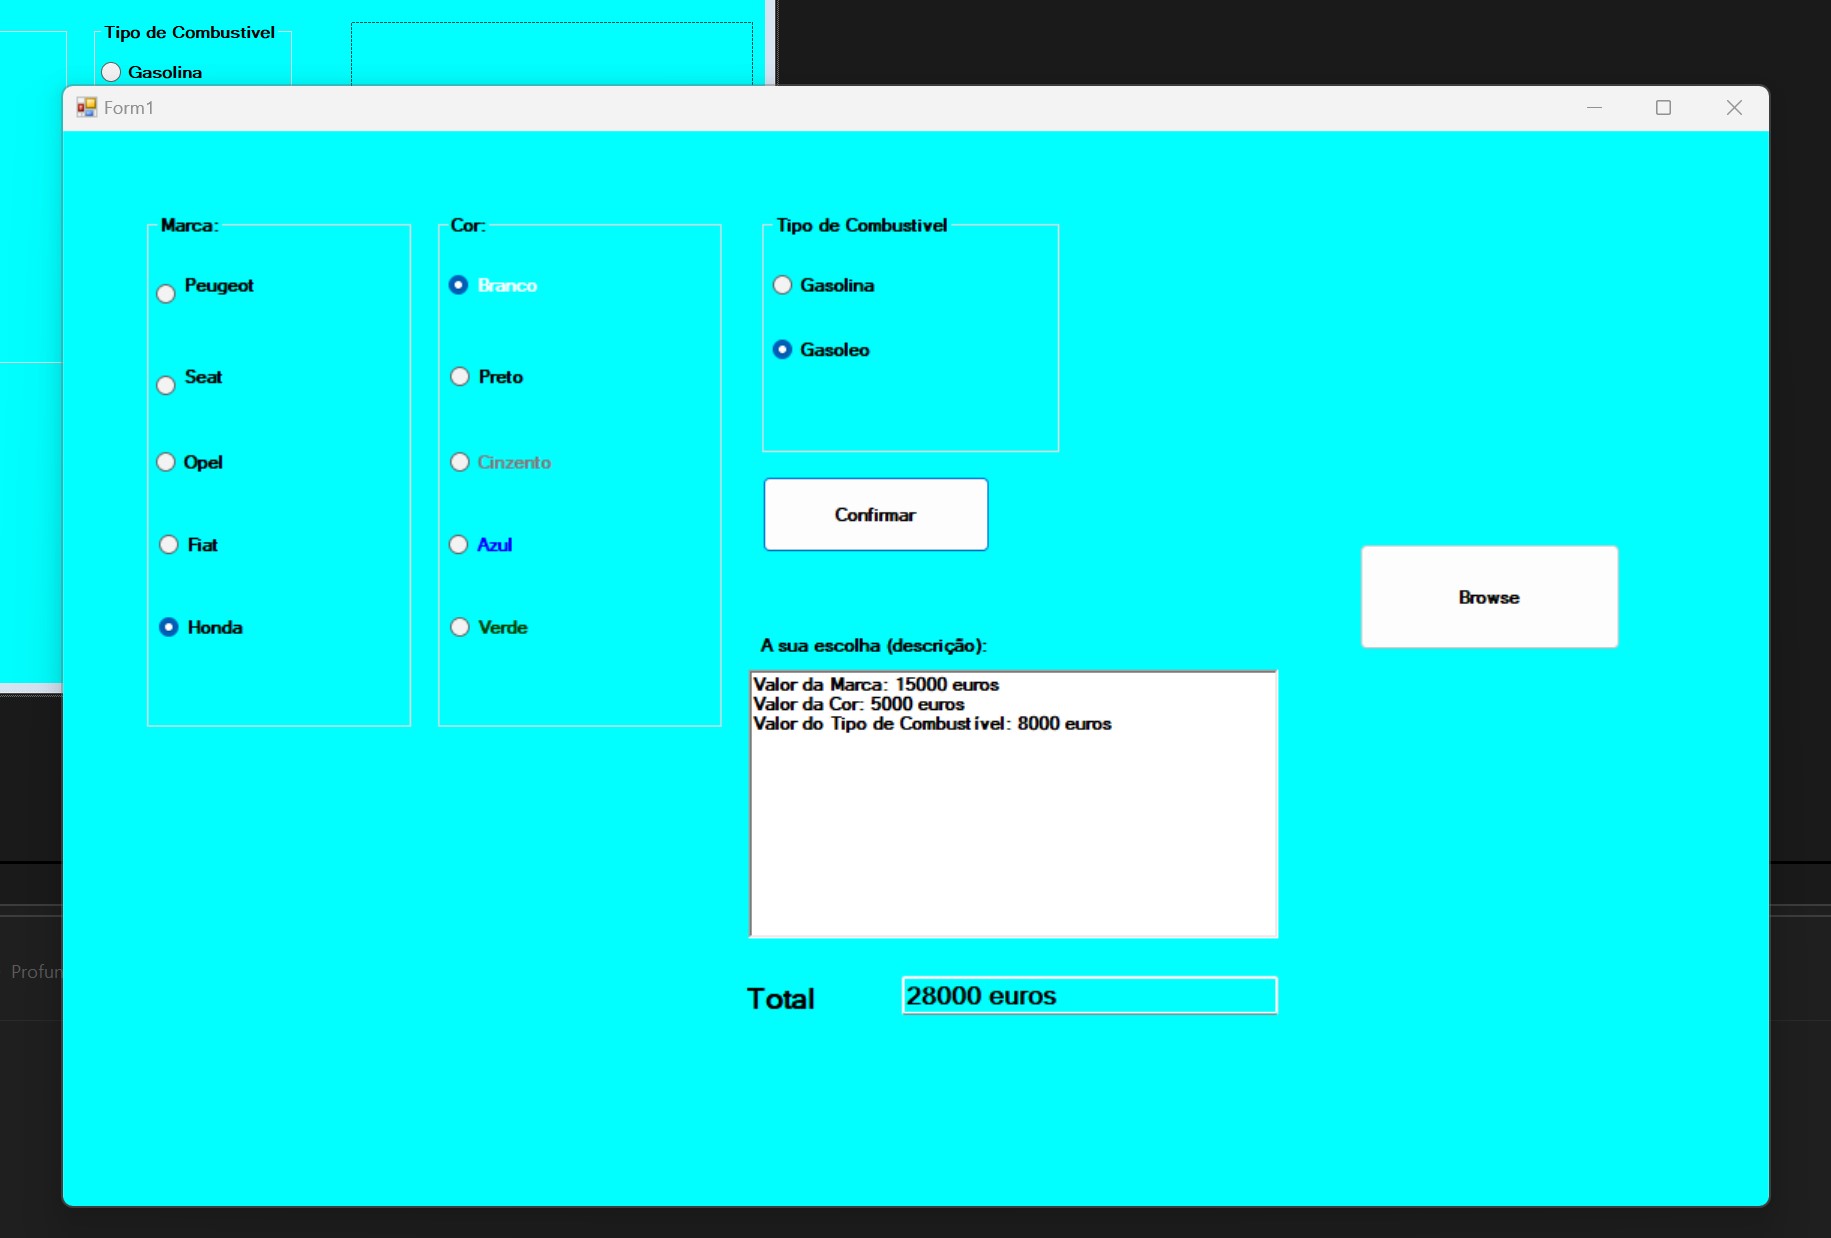 Tipo de Combustivel
Gasolina
Form1
Marca:
Peugeot
Seat
Opel
Fiat
Honda
Cor:
Branco
Preto
Cinzento
Azul
Verde
Tipo de Combustivel
Gasolina
Gasoleo
Confirmar
Browse
A sua escolha (descrição):
Valor da Marca: 15000 euros
Valor da Cor: 5000 euros
Valor do Tipo de Combustível: 8000 euros
Profun
Total
28000 euros